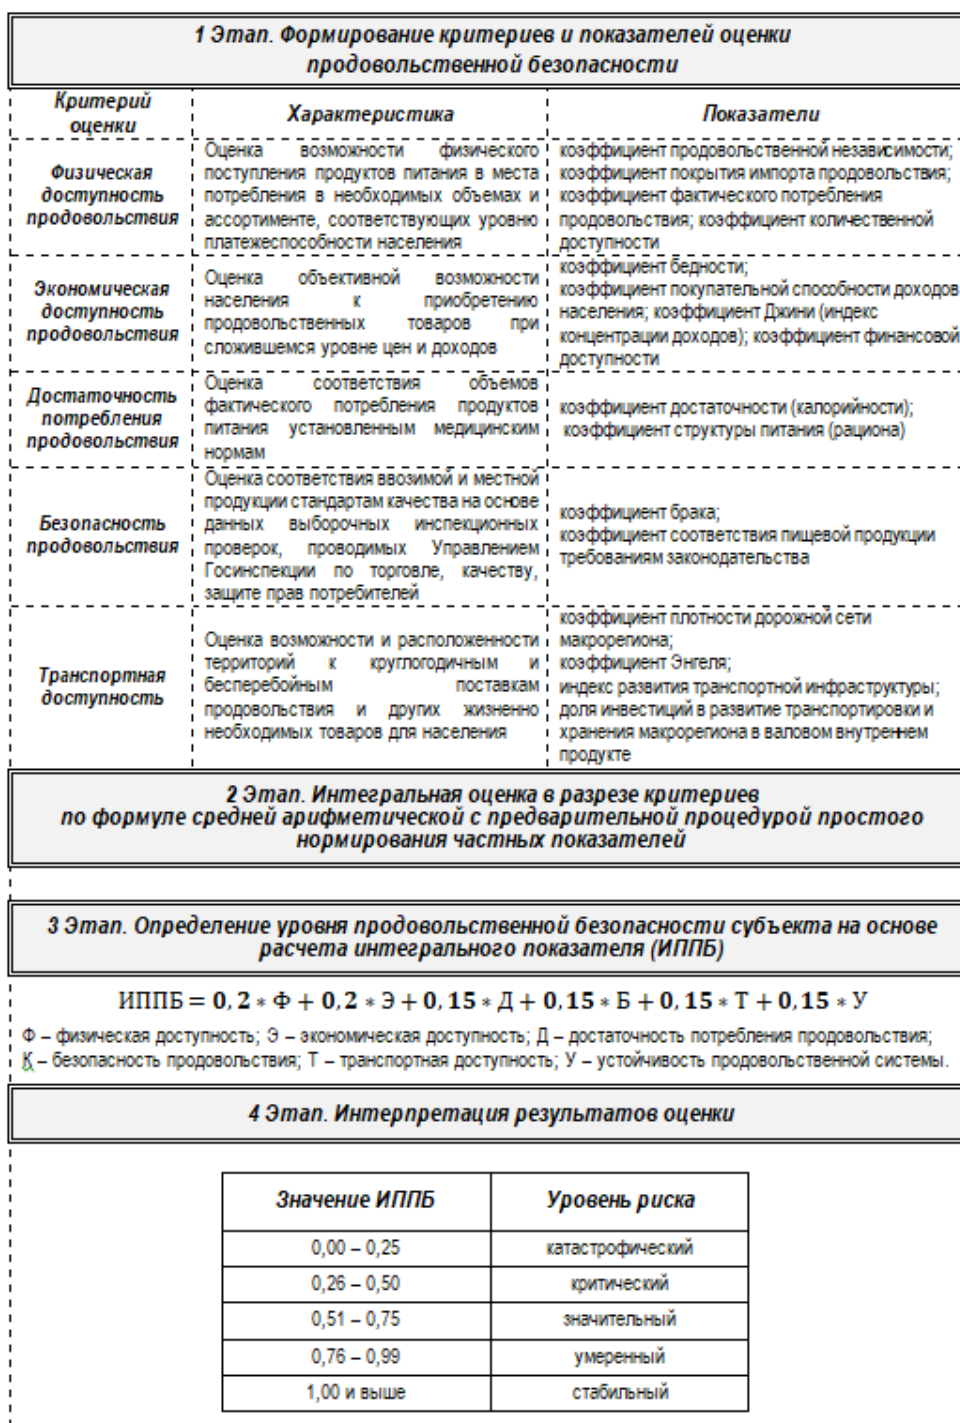 1 Этап. Формирование критериев и показателей оценки
продовольственной безопасности
Критерий
оценки
Характеристика
Показатели
Физическая
доступность
продовольствия
Оценка возможности физического
поступления продуктов питания в места
потребления в необходимых объемах и
ассортименте, соответствующих уровню
платежеспособности населения
коэффициент продовольственной независимости;
коэффициент покрытия импорта продовольствия;
коэффициент фактического потребления
продовольствия; коэффициент количественной
доступности
Экономическая
доступность
продовольствия
Оценка объективной возможности
населения к приобретению
продовольственных товаров при
сложившемся уровне цен и доходов
коэффициент бедности;
коэффициент покупательной способности доходов
населения; коэффициент Джини (индекс
концентрации доходов); коэффициент финансовой
доступности
Достаточность
потребления
продовольствия
Оценка соответствия объемов
фактического потребления продуктов
питания установленным медицинским
нормам
коэффициент достаточности (калорийности);
коэффициент структуры питания (рациона)
Безопасность
продовольствия
Оценка соответствия ввозимой и местной
продукции стандартам качества на основе
данных выборочных инспекционных
проверок, проводимых Управлением
Госинспекции по торговле, качеству,
защите прав потребителей
коэффициент брака;
коэффициент соответствия пищевой продукции
требованиям законодательства
Транспортная
доступность
Оценка возможности и расположенности
территорий к круглогодичным и
бесперебойным поставкам
продовольствия и других жизненно
необходимых товаров для населения
коэффициент плотности дорожной сети
макрорегиона;
коэффициент Энгеля;
индекс развития транспортной инфраструктуры;
доля инвестиций в развитие транспортировки и
хранения макрорегиона в валовом внутреннем
продукте
2 Этап. Интегральная оценка в разрезе критериев
по формуле средней арифметической с предварительной процедурой простого
нормирования частных показателей
3 Этап. Определение уровня продовольственной безопасности субъекта на основе
расчета интегрального показателя (ИППБ)
ИППБ = 0, 2 * Ф + 0, 2 * Э + 0, 15 * Д + 0, 15 * Б + 0, 15 * Т + 0, 15 * У
Ф – физическая доступность; Э – экономическая доступность; Д – достаточность потребления продовольствия;
К – безопасность продовольствия; Т – транспортная доступность; У – устойчивость продовольственной системы.
4 Этап. Интерпретация результатов оценки
Значение ИППБ Уровень риска
0,00 – 0,25 катастрофический
0,26 – 0,50 критический
0,51 – 0,75 значительный
0,76 – 0,99 умеренный
1,00 и выше стабильный